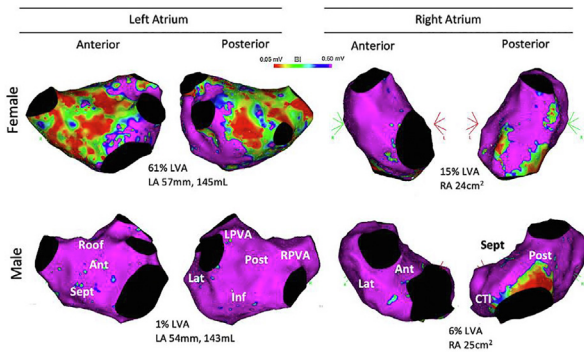 Left Atrium Right Atrium
Anterior Posterior Anterior Posterior
0.05 mV Bi 0.50 mV
Female
61% LVA
LA 57mm, 145mL
15% LVA
RA 24cm²
Male
Roof
Ant
Sept
LPVA
Post
RPVA
Lat
Inf
Ant
Lat
Sept
Post
CTI
1% LVA
LA 54mm, 143mL
6% LVA
RA 25cm²